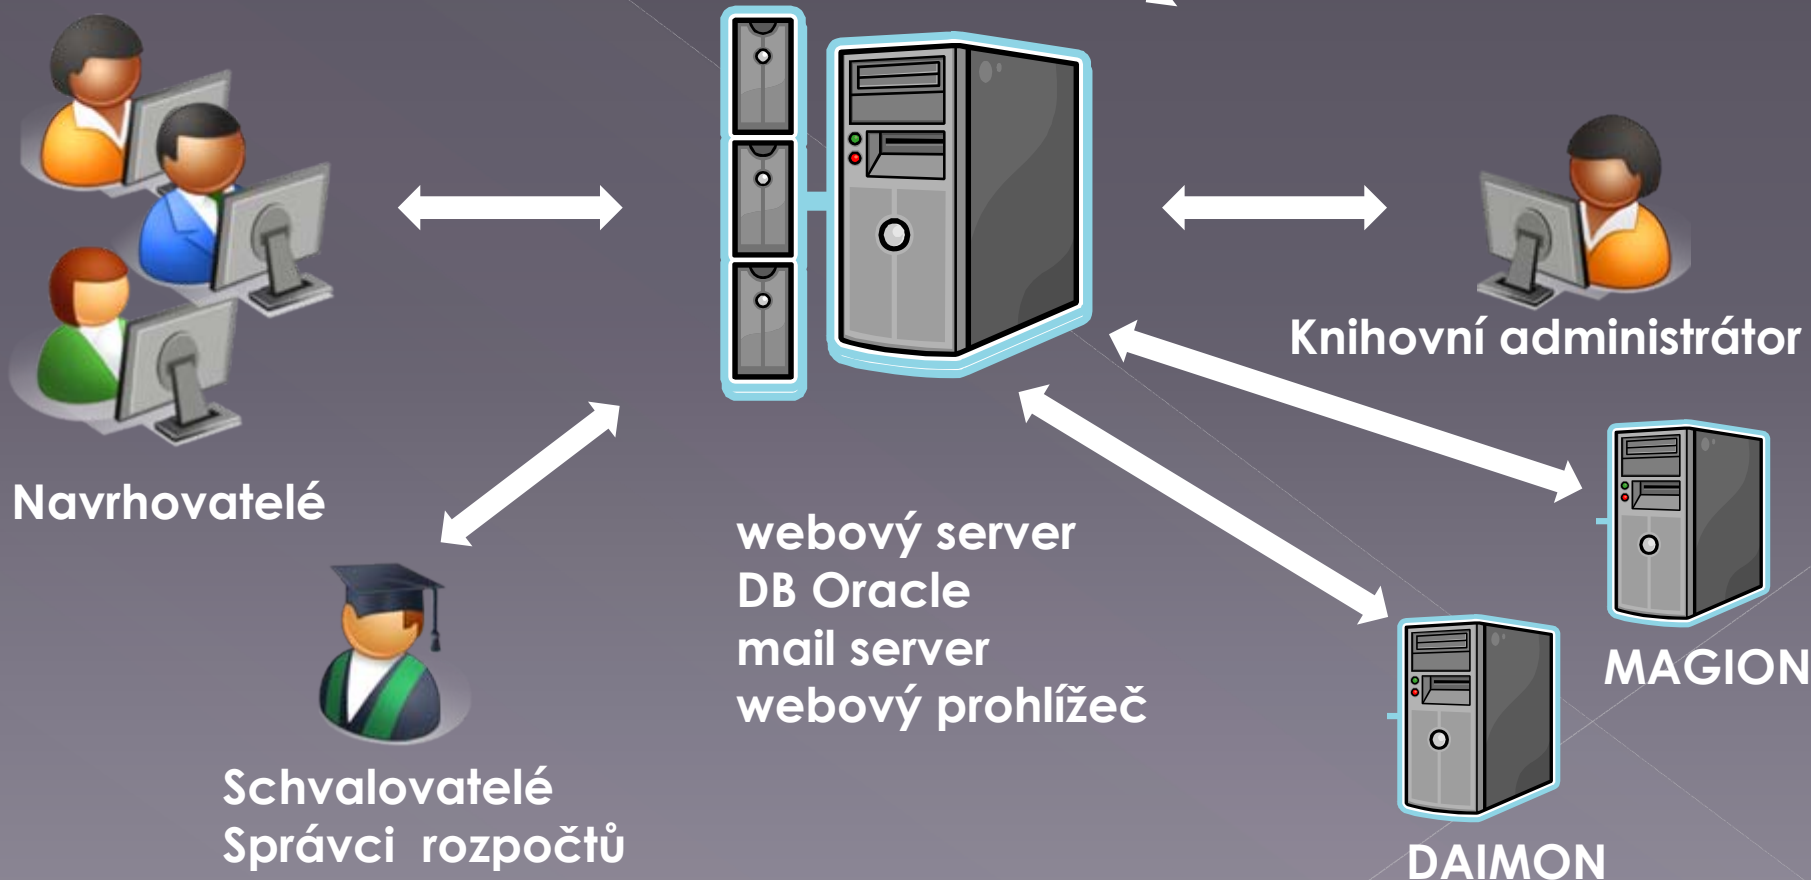 Knihovní administrátor
Navrhovatelé
webový server
DB Oracle
mail server
webový prohlížeč
MAGION
Schvalovatelé
Správci rozpočtů
DAIMON